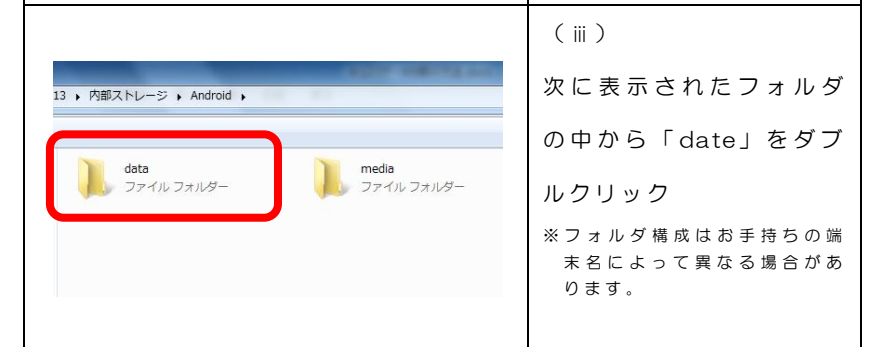 13 ▸ 内部ストレージ ▸ Android ▸
data
ファイル フォルダー
media
ファイル フォルダー
（ⅲ）
次に表示されたフォルダ
の中から「date」をダブ
ルクリック
※フォルダ構成はお手持ちの端
末名によって異なる場合があ
ります。